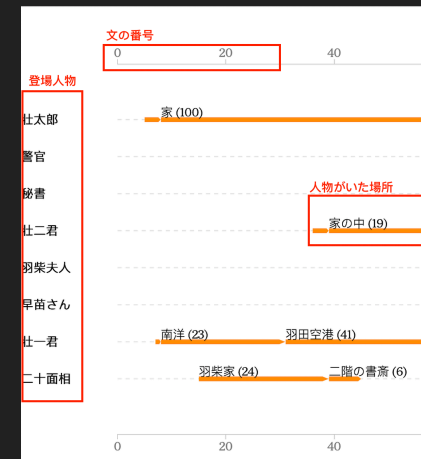 文の番号
0 20 40
登場人物
壮太郎 家 (100)
警官
秘書
人物がいた場所
壮二君 家の中 (19)
羽柴夫人
早苗さん
壮一君 南洋 (23) 羽田空港 (41)
二十面相 羽柴家 (24) 二階の書斎 (6)
0 20 40